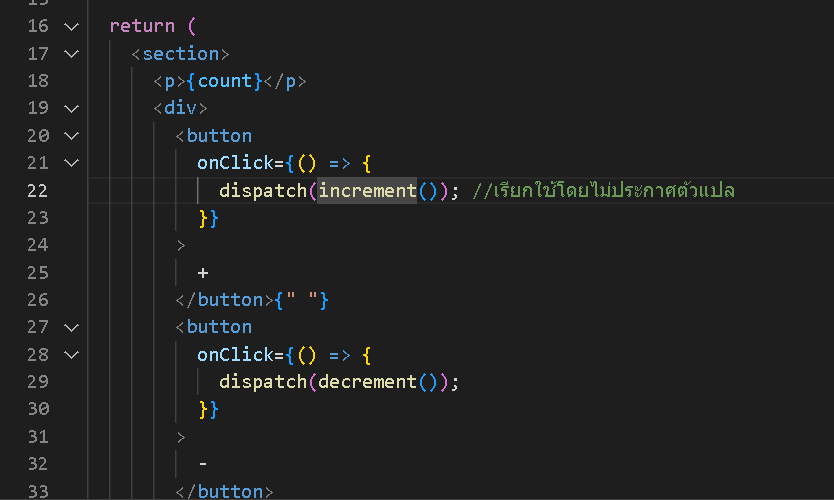 16 return (
17 <section>
18 <p>{count}</p>
19 <div>
20 <button
21 onClick={() => {
22 dispatch(increment()); //เรียกใช้โดยไม่ประกาศตัวแปล
23 }}
24 >
25 +
26 </button>{" "}
27 <button
28 onClick={() => {
29 dispatch(decrement());
30 }}
31 >
32 -
33 </button>